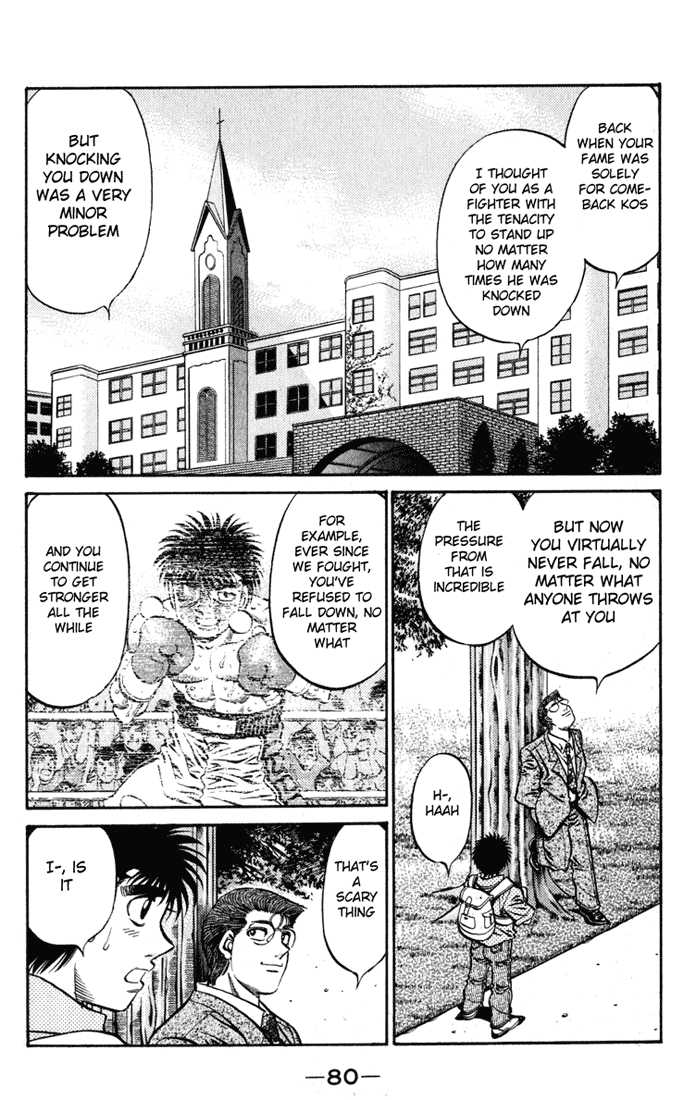 BACK
WHEN YOUR
FAME WAS
SOLELY
FOR COME-
BACK KOS
I THOUGHT
OF YOU AS A
FIGHTER WITH
THE TENACITY
TO STAND UP
NO MATTER
HOW MANY
TIMES HE WAS
KNOCKED
DOWN
BUT
KNOCKING
YOU DOWN
WAS A VERY
MINOR
PROBLEM
BUT NOW
YOU VIRTUALLY
NEVER FALL, NO
MATTER WHAT
ANYONE THROWS
AT YOU
THE
PRESSURE
FROM
THAT IS
INCREDIBLE
H-,
HAAH
FOR
EXAMPLE,
EVER SINCE
WE FOUGHT,
YOU'VE
REFUSED TO
FALL DOWN, NO
MATTER
WHAT
AND YOU
CONTINUE
TO GET
STRONGER
ALL THE
WHILE
THAT'S
A
SCARY
THING
I-, IS
IT
—80—